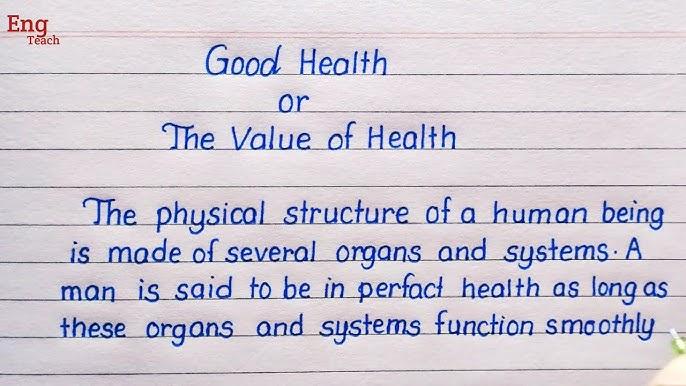 Eng
Teach
Good Health
or
The Value of Health
The physical structure of a human being
is made of several organs and systems. A
man is said to be in perfact health as long as
these organs and systems function smoothly